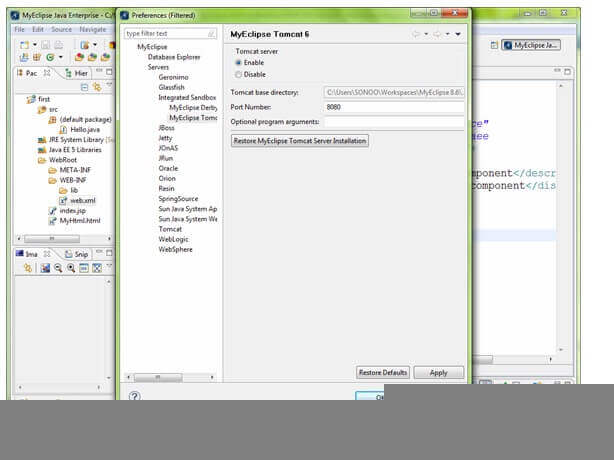 MyEclipse Java Enterprise - 
Preferences (Filtered)
File Edit Source Navigate
type filter text
MyEclipse Tomcat 6
MyEclipse Ja...
MyEclipse
Database Explorer
Servers
Geronimo
Glassfish
Integrated Sandbox
MyEclipse Derby
MyEclipse Tomc
JBoss
Jetty
JOnAS
JRun
Oracle
Orion
Resin
SpringSource
Sun Java System Ap
Sun Java System We
Tomcat
WebLogic
WebSphere
Tomcat server
Enable
Disable
Tomcat base directory:
C:\Users\SONOO\Workspaces\MyEclipse 8.6\
Port Number:
8080
Optional program arguments:
Restore MyEclipse Tomcat Server Installation
Restore Defaults
Apply
Pac
Hier
first
src
(default package)
Hello.java
JRE System Library
Java EE 5 Libraries
WebRoot
META-INF
WEB-INF
lib
web.xml
index.jsp
MyHtml.html
Ima
Snip
ce"
ee
omponent</descr
component</dis